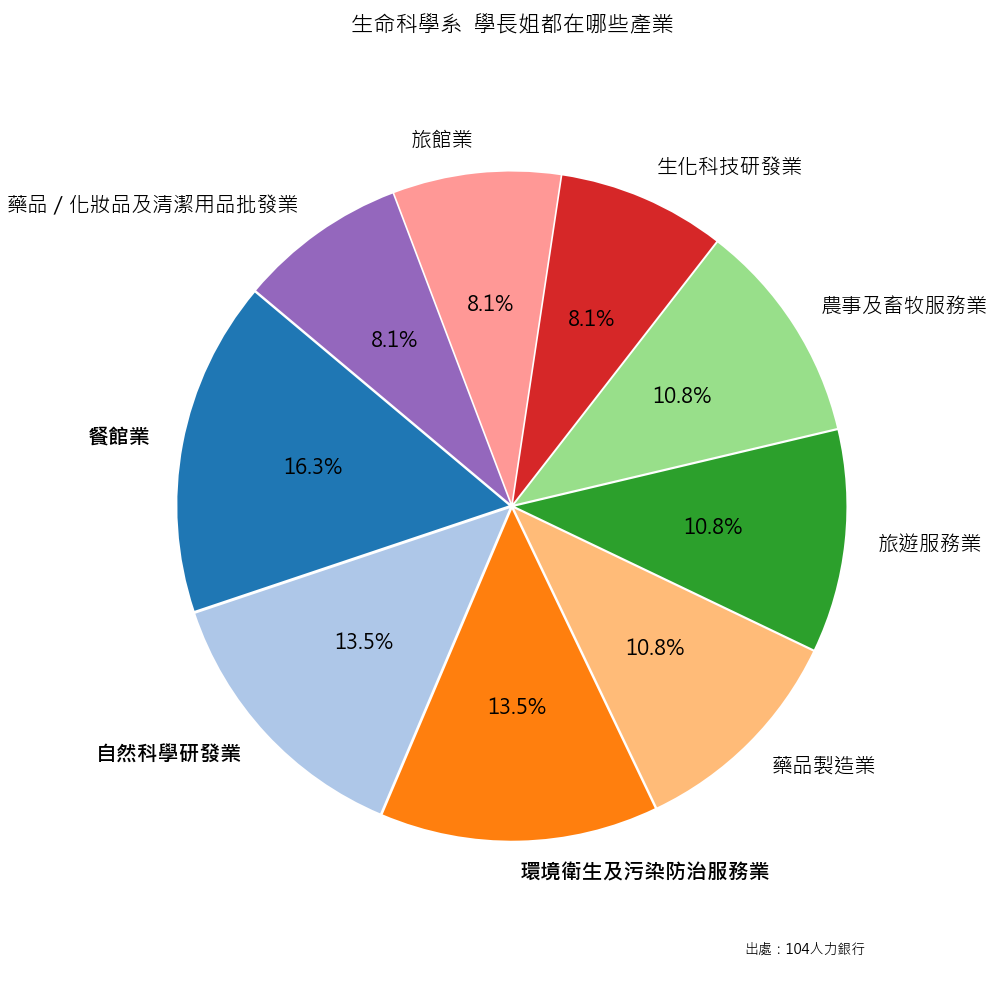 生命科學系 學長姐都在哪些產業
旅館業
生化科技研發業
藥品 / 化妝品及清潔用品批發業
農事及畜牧服務業
8.1%
8.1%
8.1%
10.8%
餐館業
16.3%
10.8%
旅遊服務業
13.5%
10.8%
13.5%
自然科學研發業
藥品製造業
環境衛生及污染防治服務業
出處：104人力銀行